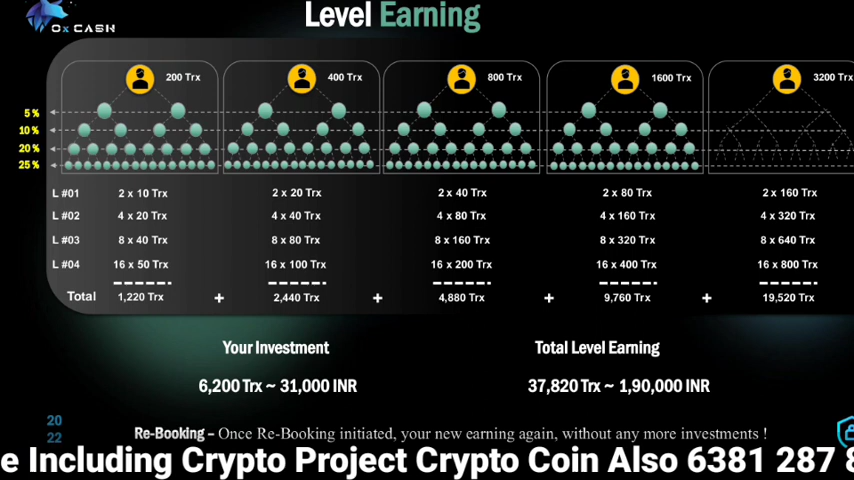 Level Earning
0x CASH
200 Trx 400 Trx 800 Trx 1600 Trx 3200 Trx
5%
10%
20%
25%
L #01 2 x 10 Trx 2 x 20 Trx 2 x 40 Trx 2 x 80 Trx 2 x 160 Trx
L #02 4 x 20 Trx 4 x 40 Trx 4 x 80 Trx 4 x 160 Trx 4 x 320 Trx
L #03 8 x 40 Trx 8 x 80 Trx 8 x 160 Trx 8 x 320 Trx 8 x 640 Trx
L #04 16 x 50 Trx 16 x 100 Trx 16 x 200 Trx 16 x 400 Trx 16 x 800 Trx
Total 1,220 Trx + 2,440 Trx + 4,880 Trx + 9,760 Trx + 19,520 Trx
Your Investment Total Level Earning
6,200 Trx ~ 31,000 INR 37,820 Trx ~ 1,90,000 INR
20
22
Re-Booking – Once Re-Booking initiated, your new earning again, without any more investments !
e Including Crypto Project Crypto Coin Also 6381 287 8